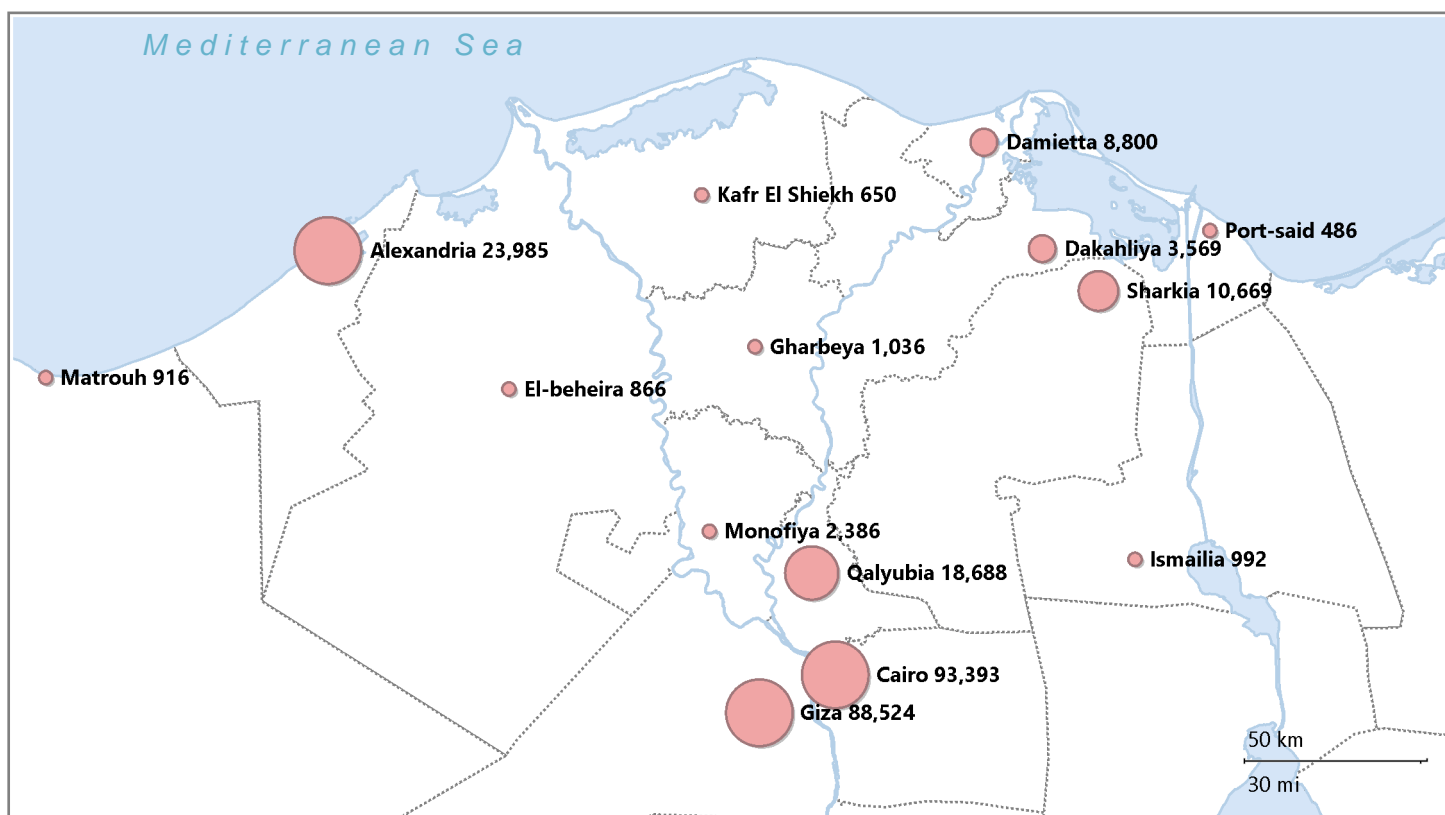 Mediterranean Sea
Damietta 8,800
Kafr El Shiekh 650
Port-said 486
Alexandria 23,985
Dakahliya 3,569
Sharkia 10,669
Gharbeya 1,036
Matrouh 916
El-beheira 866
Monofiya 2,386
Ismailia 992
Qalyubia 18,688
Cairo 93,393
Giza 88,524
50 km
30 mi